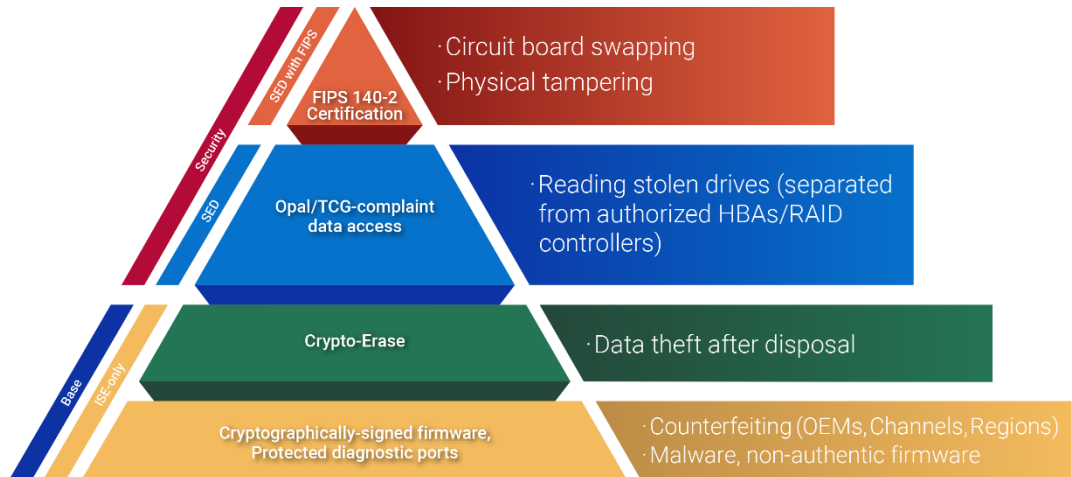 SED with FIPS
FIPS 140-2
Certification
· Circuit board swapping
· Physical tampering
Security
SED
Opal/TCG-complaint
data access
· Reading stolen drives (separated
from authorized HBAs/RAID
controllers)
Base
ISE-only
Crypto-Erase
· Data theft after disposal
Cryptographically-signed firmware,
Protected diagnostic ports
· Counterfeiting (OEMs, Channels, Regions)
· Malware, non-authentic firmware